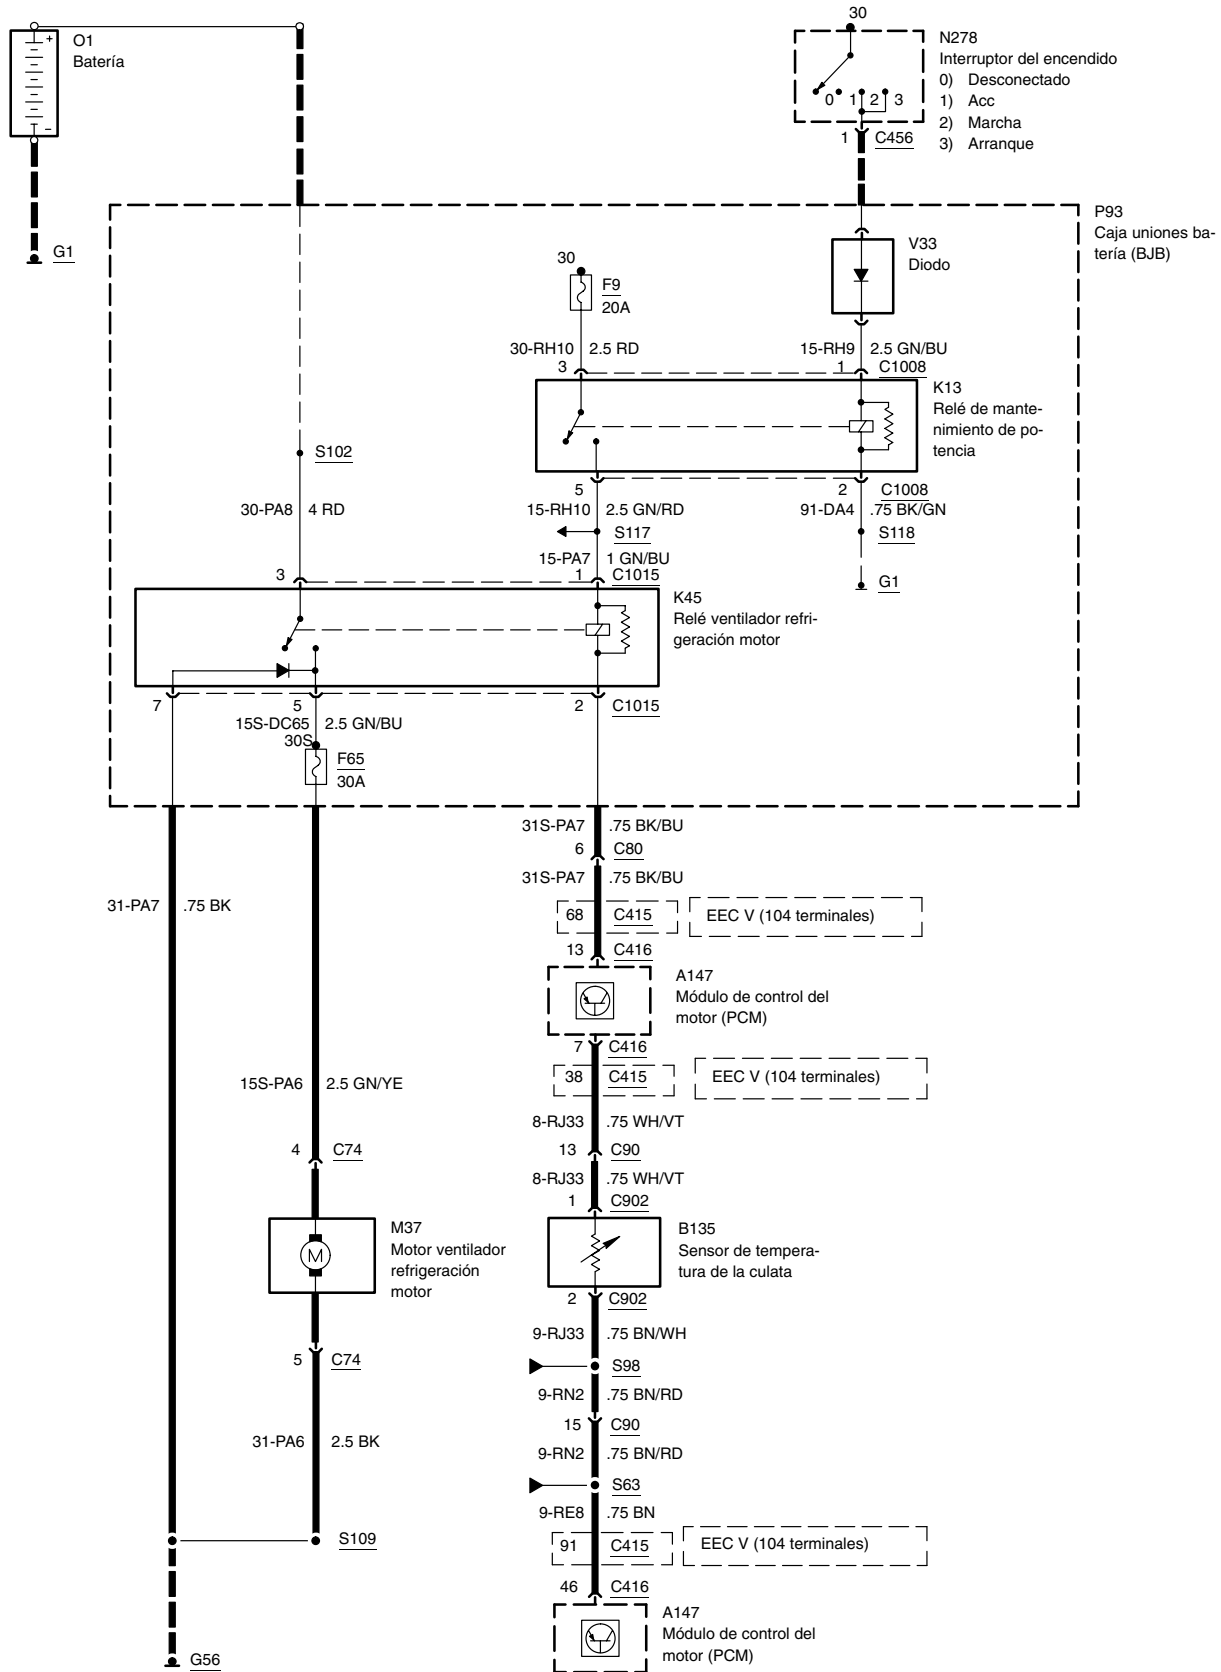 O1
Batería
+
–
G1
30
N278
Interruptor del encendido
0) Desconectado
1) Acc
2) Marcha
3) Arranque
0 1 2 3
1 C456
P93
Caja uniones ba-
tería (BJB)
V33
Diodo
30
F9
20A
30-RH10 2.5 RD
15-RH9 2.5 GN/BU
3
1 C1008
K13
Relé de mante-
nimiento de po-
tencia
S102
5
2 C1008
30-PA8 4 RD
15-RH10 2.5 GN/RD
91-DA4 .75 BK/GN
S117
S118
15-PA7 1 GN/BU
3
1 C1015
G1
K45
Relé ventilador refri-
geración motor
7
5
2 C1015
15S-DC65 2.5 GN/BU
30S
F65
30A
31S-PA7 .75 BK/BU
6 C80
31S-PA7 .75 BK/BU
31-PA7 .75 BK
68 C415 EEC V (104 terminales)
13 C416
A147
Módulo de control del
motor (PCM)
7 C416
38 C415 EEC V (104 terminales)
15S-PA6 2.5 GN/YE
8-RJ33 .75 WH/VT
4 C74
13 C90
8-RJ33 .75 WH/VT
1 C902
M37
Motor ventilador
refrigeración
motor
M
B135
Sensor de tempera-
tura de la culata
2 C902
9-RJ33 .75 BN/WH
5 C74
S98
9-RN2 .75 BN/RD
15 C90
31-PA6 2.5 BK
9-RN2 .75 BN/RD
S63
9-RE8 .75 BN
S109
91 C415 EEC V (104 terminales)
46 C416
A147
Módulo de control del
motor (PCM)
G56